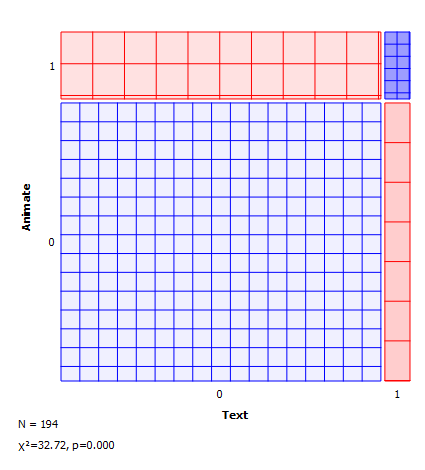 1
Animate
0
0
1
Text
N = 194
χ²=32.72, p=0.000